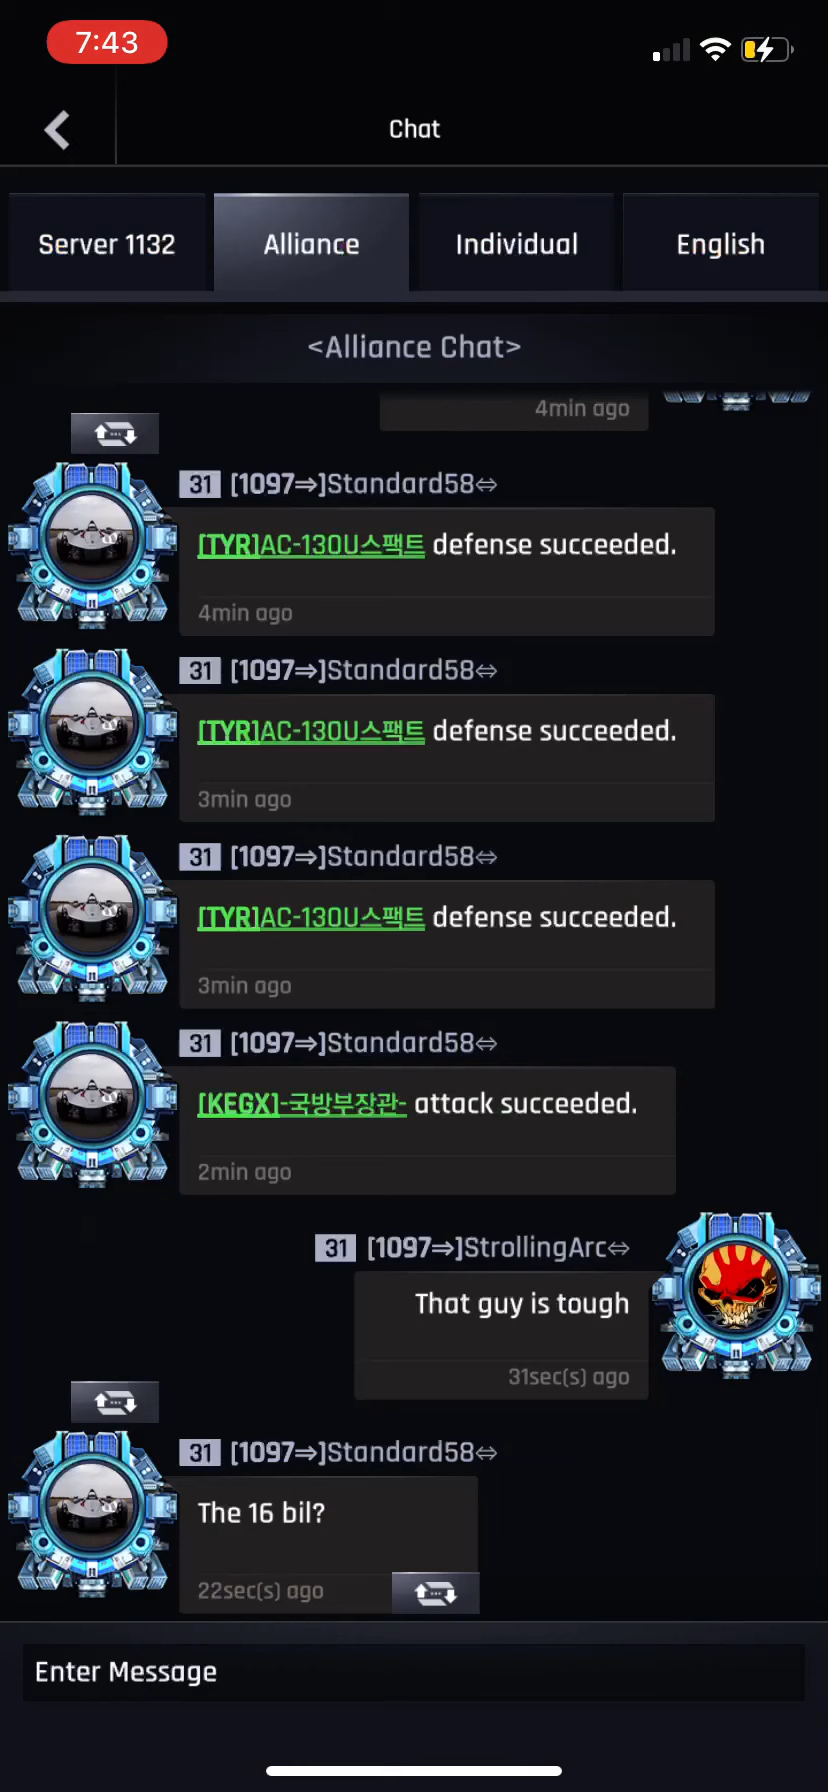 7:43
Chat
Server 1132
Alliance
Individual
English
<Alliance Chat>
4min ago
31 [1097⇒]Standard58⇔
[TYR]AC-130U스팩트 defense succeeded.
4min ago
31 [1097⇒]Standard58⇔
[TYR]AC-130U스팩트 defense succeeded.
3min ago
31 [1097⇒]Standard58⇔
[TYR]AC-130U스팩트 defense succeeded.
3min ago
31 [1097⇒]Standard58⇔
[KEGX]-국방부장관- attack succeeded.
2min ago
31 [1097⇒]StrollingArc⇔
That guy is tough
31sec(s) ago
31 [1097⇒]Standard58⇔
The 16 bil?
22sec(s) ago
Enter Message